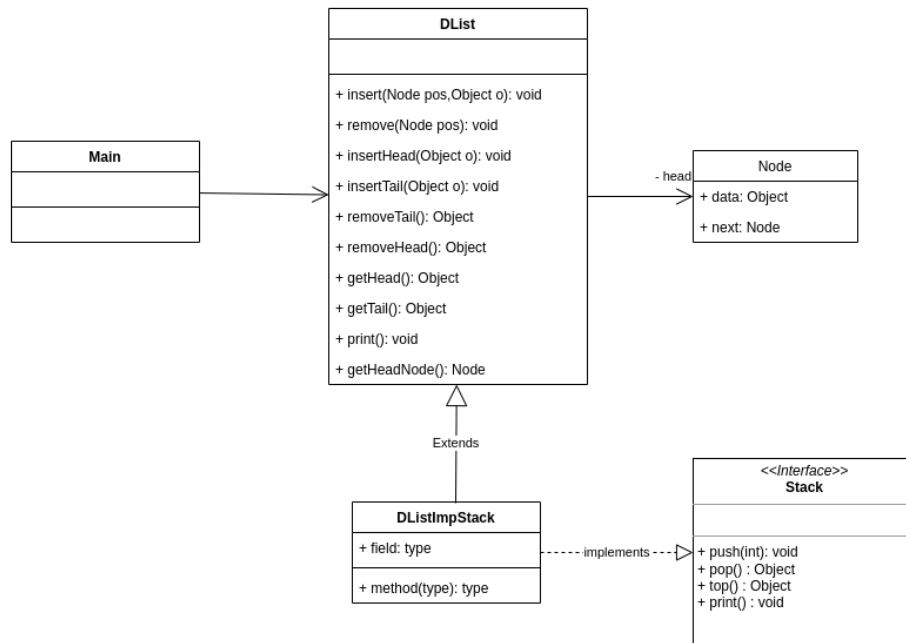 DList
+ insert(Node pos,Object o): void
+ remove(Node pos): void
+ insertHead(Object o): void
+ insertTail(Object o): void
+ removeTail(): Object
+ removeHead(): Object
+ getHead(): Object
+ getTail(): Object
+ print(): void
+ getHeadNode(): Node
Main
- head
Node
+ data: Object
+ next: Node
Extends
DListImpStack
+ field: type
+ method(type): type
implements
<<Interface>>
Stack
+ push(int): void
+ pop() : Object
+ top() : Object
+ print() : void